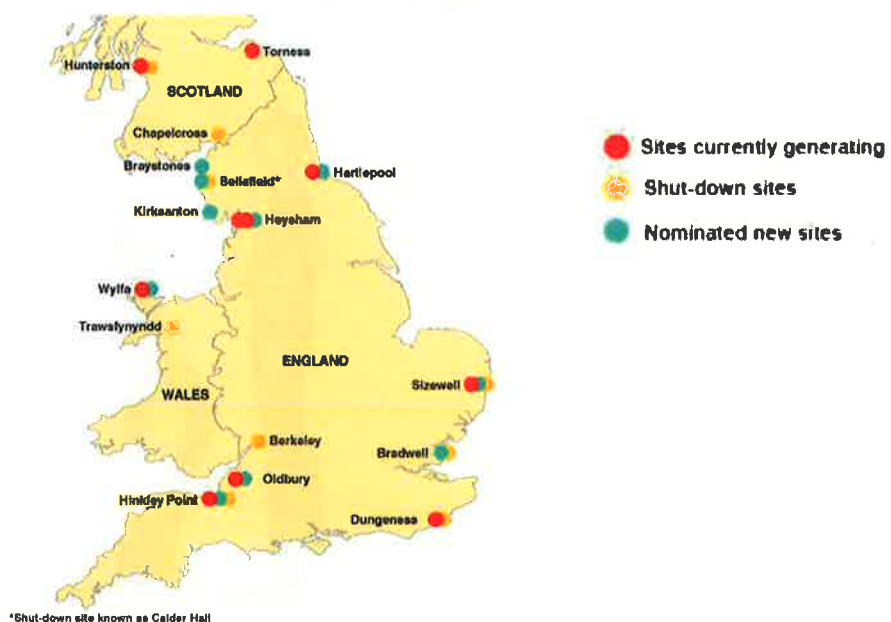 Torness
Hunterston
SCOTLAND
Chapelcross
Braystones
Sellafield*
Hartlepool
Kirksanton
Heysham
Wylfa
Trawsfynyndd
ENGLAND
WALES
Sizewell
Berkeley
Bradwell
Oldbury
Hinkley Point
Dungeness
Sites currently generating
Shut-down sites
Nominated new sites
*Shut-down site known as Calder Hall